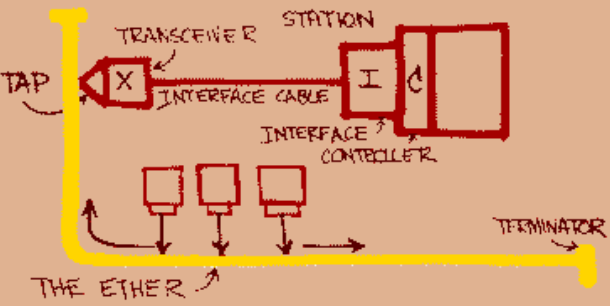 STATION
TRANSCEIVER
TAP
X
I
C
INTERFACE CABLE
INTERFACE
CONTROLLER
TERMINATOR
THE ETHER